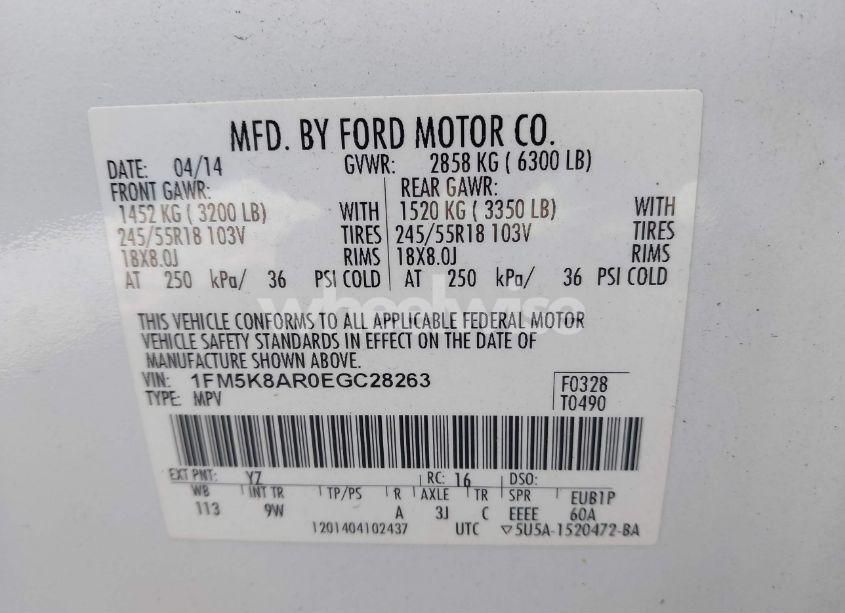 MFD. BY FORD MOTOR CO.
DATE: 04/14 GVWR: 2858 KG ( 6300 LB)
FRONT GAWR: REAR GAWR:
1452 KG ( 3200 LB) WITH 1520 KG ( 3350 LB) WITH
245/55R18 103V TIRES 245/55R18 103V TIRES
18X8.0J RIMS 18X8.0J RIMS
AT 250 kPa/ 36 PSI COLD AT 250 kPa/ 36 PSI COLD
wheelwise
THIS VEHICLE CONFORMS TO ALL APPLICABLE FEDERAL MOTOR
VEHICLE SAFETY STANDARDS IN EFFECT ON THE DATE OF
MANUFACTURE SHOWN ABOVE.
VIN: 1FM5K8AR0EGC28263 F0328
TYPE: MPV T0490
EXT PNT: YZ RC: 16 DSO:
WB INT TR TP/PS R AXLE TR SPR EUB1P
113 9W A 3J C EEEE 60A
1201404102437 UTC ▽5U5A-1520472-BA